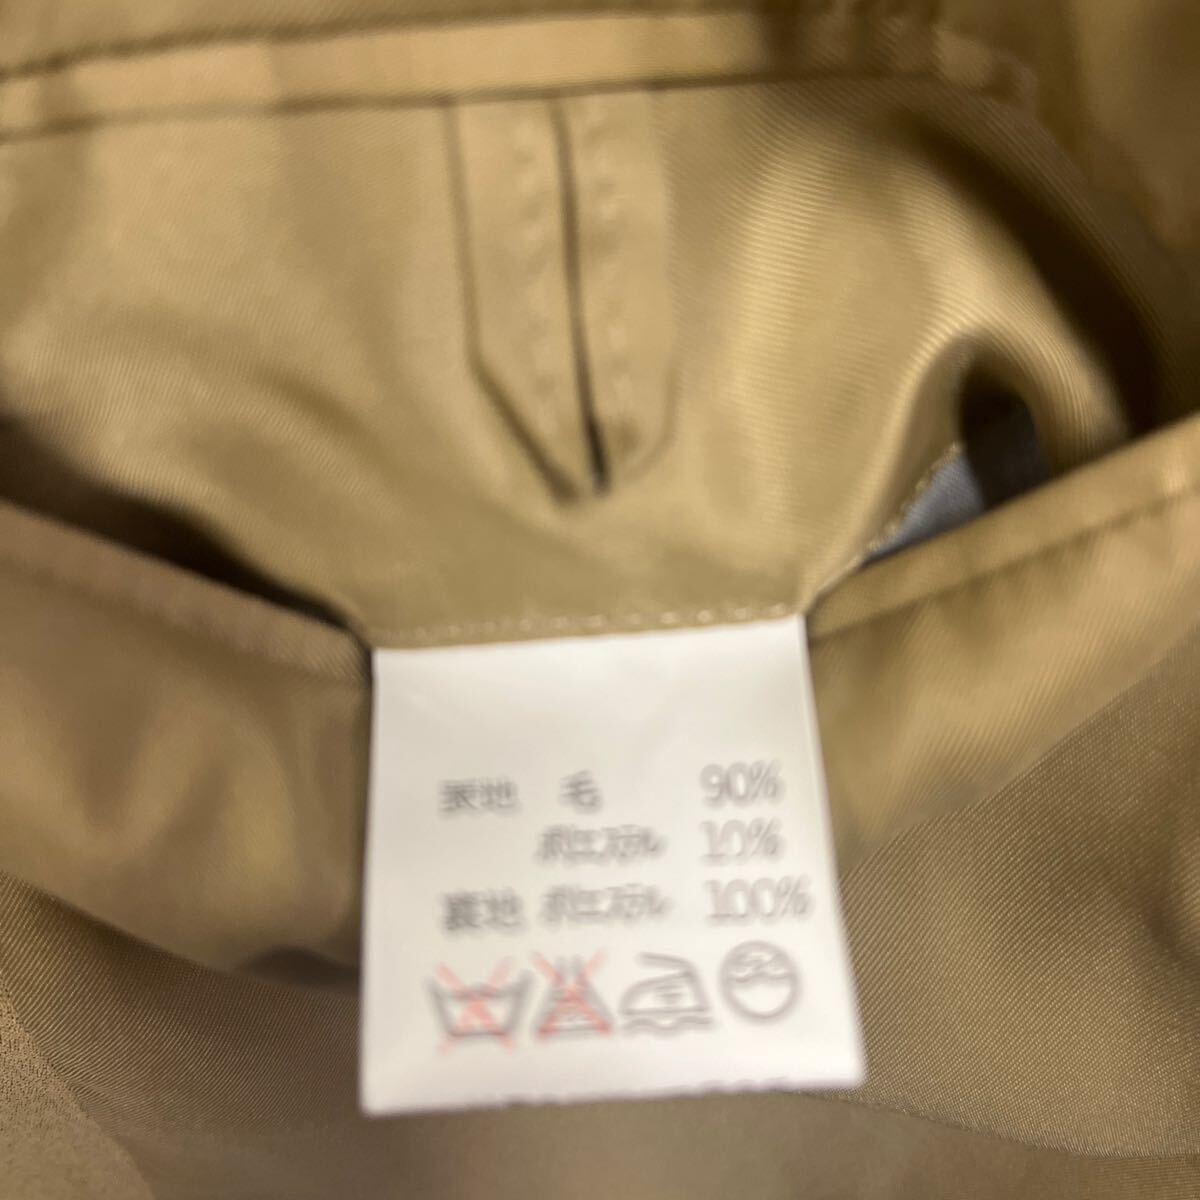 表地 毛 90%
ポリエステル 10%
裏地 ポリエステル 100%